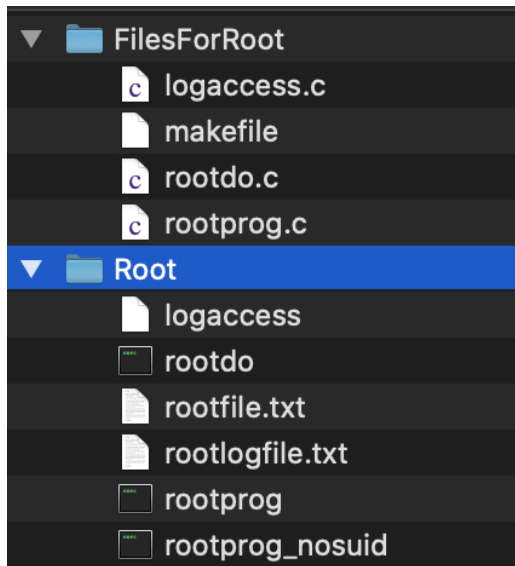 FilesForRoot
c logaccess.c
makefile
c rootdo.c
c rootprog.c
Root
logaccess
rootdo
rootfile.txt
rootlogfile.txt
rootprog
rootprog_nosuid